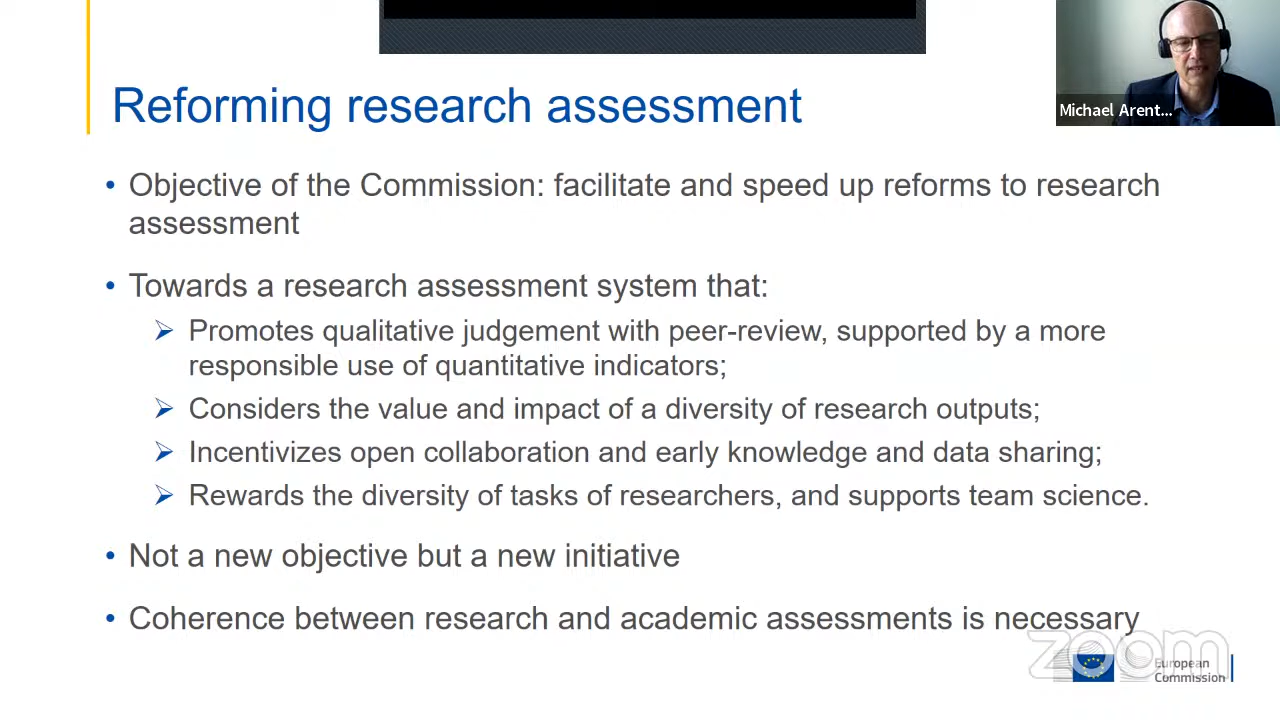 Reforming research assessment
Michael Arent...
• Objective of the Commission: facilitate and speed up reforms to research
assessment
• Towards a research assessment system that:
➢ Promotes qualitative judgement with peer-review, supported by a more
responsible use of quantitative indicators;
➢ Considers the value and impact of a diversity of research outputs;
➢ Incentivizes open collaboration and early knowledge and data sharing;
➢ Rewards the diversity of tasks of researchers, and supports team science.
• Not a new objective but a new initiative
• Coherence between research and academic assessments is necessary
zoom
European
Commission